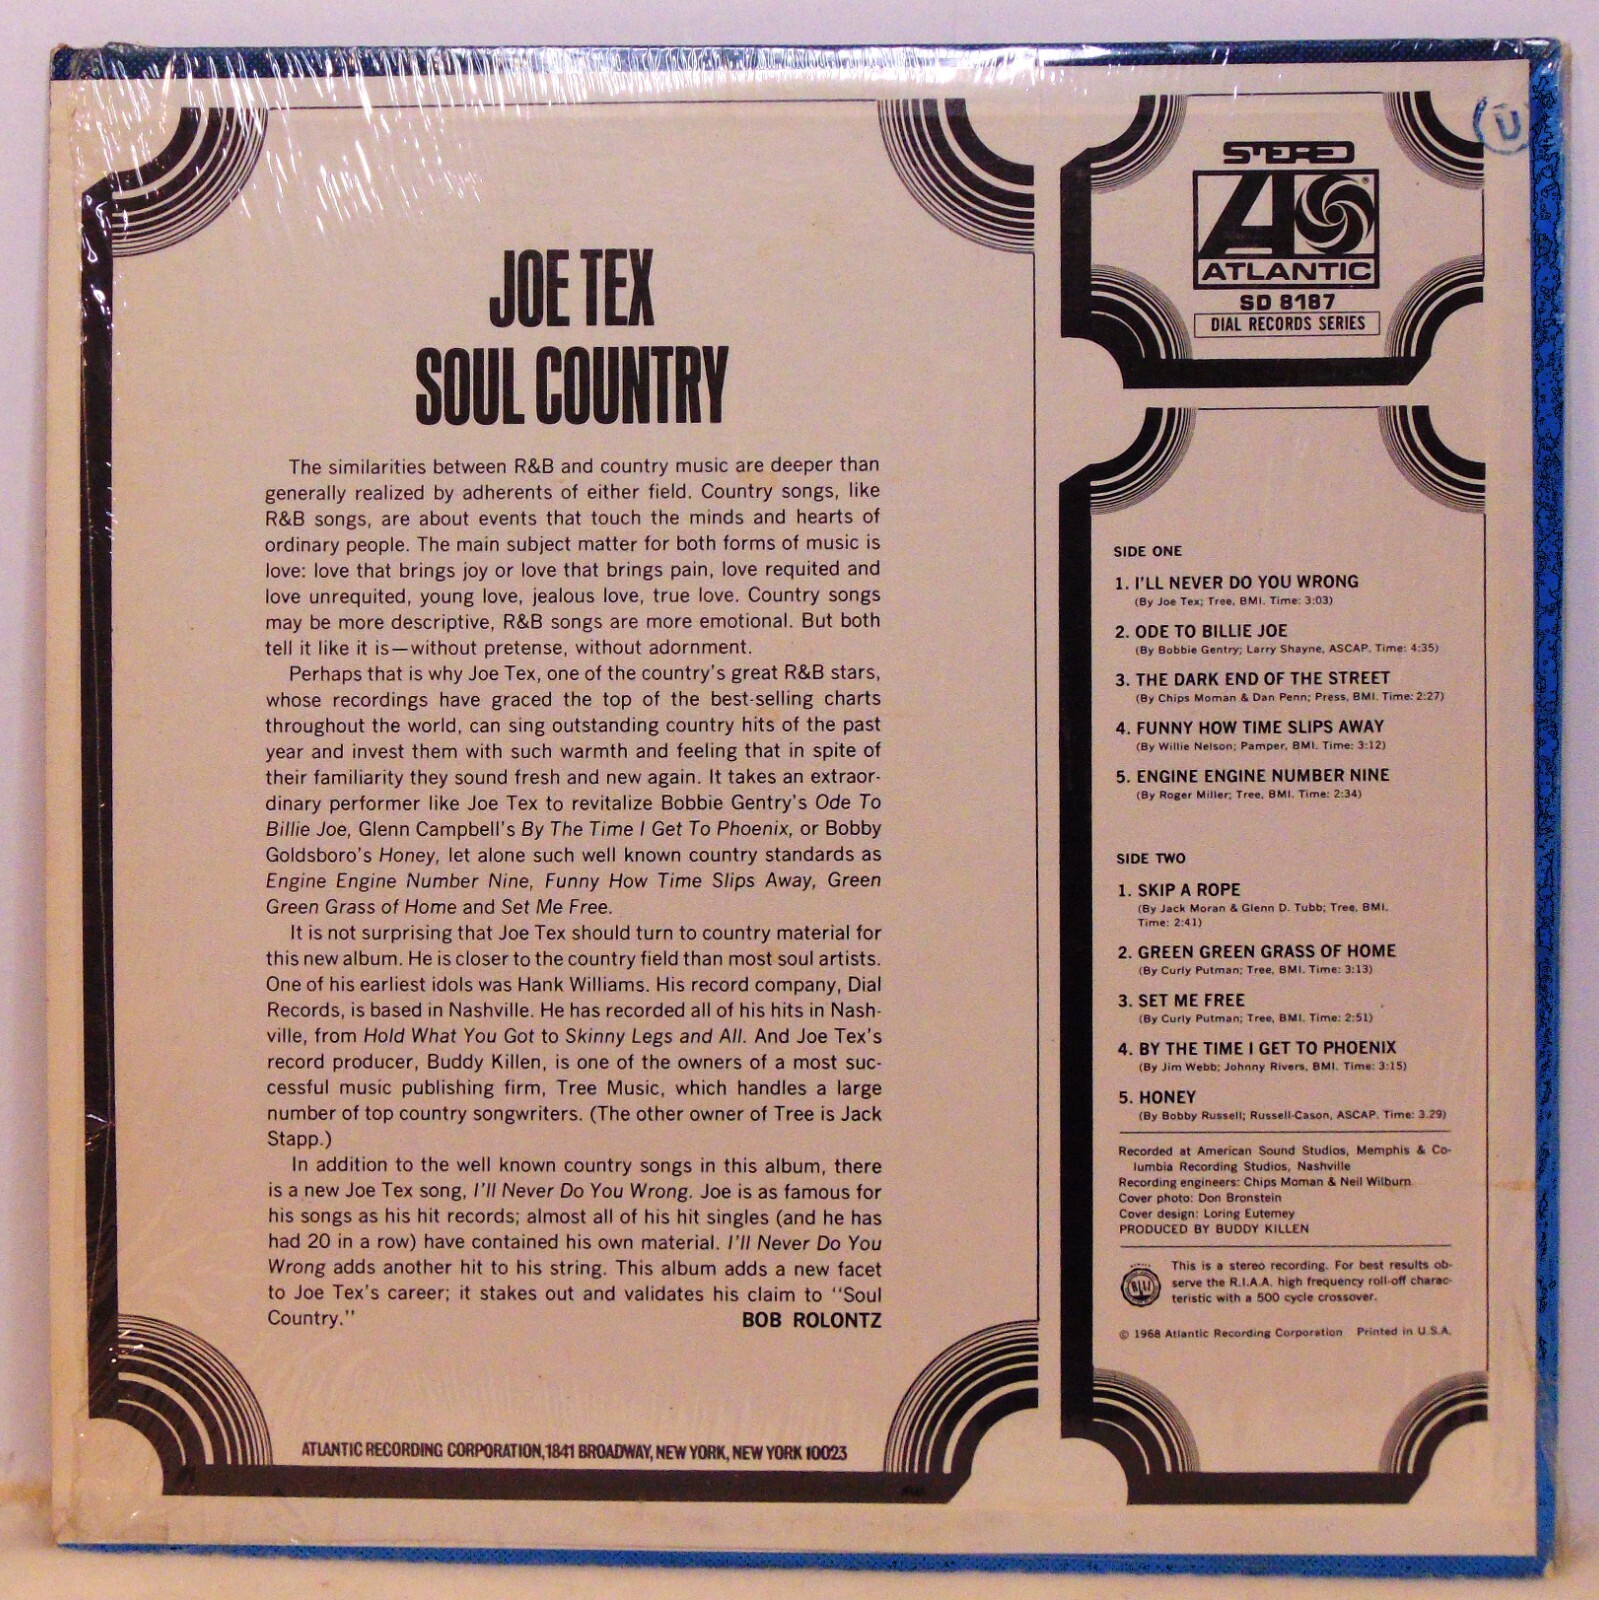 JOE TEX
SOUL COUNTRY
The similarities between R&B and country music are deeper than
generally realized by adherents of either field. Country songs, like
R&B songs, are about events that touch the minds and hearts of
ordinary people. The main subject matter for both forms of music is
love: love that brings joy or love that brings pain, love requited and
love unrequited, young love, jealous love, true love. Country songs
may be more descriptive, R&B songs are more emotional. But both
tell it like it is—without pretense, without adornment.
Perhaps that is why Joe Tex, one of the country's great R&B stars,
whose recordings have graced the top of the best-selling charts
throughout the world, can sing outstanding country hits of the past
year and invest them with such warmth and feeling that in spite of
their familiarity they sound fresh and new again. It takes an extraor-
dinary performer like Joe Tex to revitalize Bobbie Gentry's Ode To
Billie Joe, Glenn Campbell's By The Time I Get To Phoenix, or Bobby
Goldsboro's Honey, let alone such well known country standards as
Engine Engine Number Nine, Funny How Time Slips Away, Green
Green Grass of Home and Set Me Free.
It is not surprising that Joe Tex should turn to country material for
this new album. He is closer to the country field than most soul artists.
One of his earliest idols was Hank Williams. His record company, Dial
Records, is based in Nashville. He has recorded all of his hits in Nash-
ville, from Hold What You Got to Skinny Legs and All. And Joe Tex's
record producer, Buddy Killen, is one of the owners of a most suc-
cessful music publishing firm, Tree Music, which handles a large
number of top country songwriters. (The other owner of Tree is Jack
Stapp.)
In addition to the well known country songs in this album, there
is a new Joe Tex song, I'll Never Do You Wrong. Joe is as famous for
his songs as his hit records; almost all of his hit singles (and he has
had 20 in a row) have contained his own material. I'll Never Do You
Wrong adds another hit to his string. This album adds a new facet
to Joe Tex's career; it stakes out and validates his claim to "Soul
Country." BOB ROLONTZ
ATLANTIC RECORDING CORPORATION, 1841 BROADWAY, NEW YORK, NEW YORK 10023
U
STEREO
A
®
ATLANTIC
SD 8187
DIAL RECORDS SERIES
SIDE ONE
1. I'LL NEVER DO YOU WRONG
(By Joe Tex; Tree, BMI. Time: 3:03)
2. ODE TO BILLIE JOE
(By Bobbie Gentry; Larry Shayne, ASCAP. Time: 4:35)
3. THE DARK END OF THE STREET
(By Chips Moman & Dan Penn; Press, BMI. Time: 2:27)
4. FUNNY HOW TIME SLIPS AWAY
(By Willie Nelson; Pamper, BMI. Time: 3:12)
5. ENGINE ENGINE NUMBER NINE
(By Roger Miller; Tree, BMI. Time: 2:34)
SIDE TWO
1. SKIP A ROPE
(By Jack Moran & Glenn D. Tubb; Tree, BMI.
Time: 2:41)
2. GREEN GREEN GRASS OF HOME
(By Curly Putman; Tree, BMI. Time: 3:13)
3. SET ME FREE
(By Curly Putman; Tree, BMI. Time: 2:51)
4. BY THE TIME I GET TO PHOENIX
(By Jim Webb; Johnny Rivers, BMI. Time: 3:15)
5. HONEY
(By Bobby Russell; Russell-Cason, ASCAP. Time: 3.29)
Recorded at American Sound Studios, Memphis & Co-
lumbia Recording Studios, Nashville
Recording engineers: Chips Moman & Neil Wilburn
Cover photo: Don Bronstein
Cover design: Loring Eutemey
PRODUCED BY BUDDY KILLEN
This is a stereo recording. For best results ob-
serve the R.I.A.A. high frequency roll-off charac-
teristic with a 500 cycle crossover.
© 1968 Atlantic Recording Corporation Printed in U.S.A.